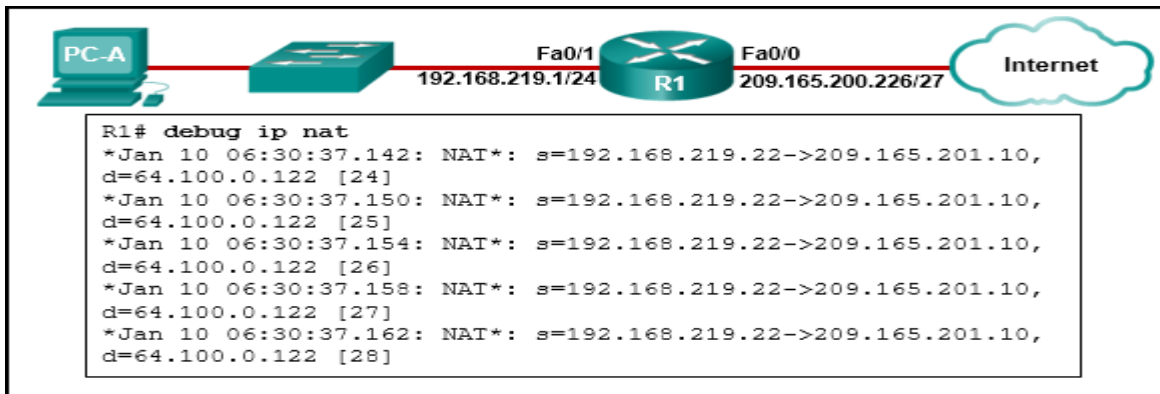 PC-A
Fa0/1
192.168.219.1/24
R1
Fa0/0
209.165.200.226/27
Internet
R1# debug ip nat
*Jan 10 06:30:37.142: NAT*: s=192.168.219.22->209.165.201.10,
d=64.100.0.122 [24]
*Jan 10 06:30:37.150: NAT*: s=192.168.219.22->209.165.201.10,
d=64.100.0.122 [25]
*Jan 10 06:30:37.154: NAT*: s=192.168.219.22->209.165.201.10,
d=64.100.0.122 [26]
*Jan 10 06:30:37.158: NAT*: s=192.168.219.22->209.165.201.10,
d=64.100.0.122 [27]
*Jan 10 06:30:37.162: NAT*: s=192.168.219.22->209.165.201.10,
d=64.100.0.122 [28]